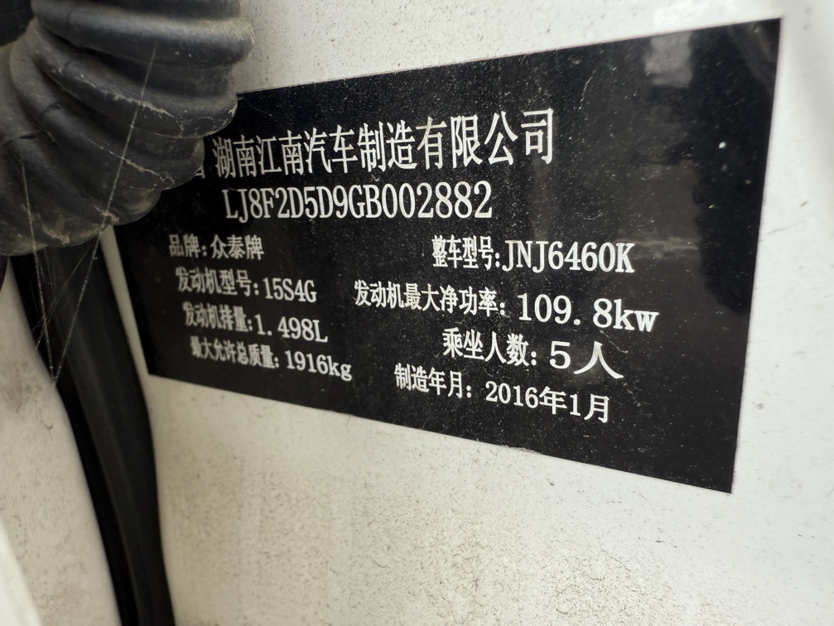 湖南江南汽车制造有限公司
LJ8F2D5D9GB002882
品牌:众泰牌 整车型号:JNJ6460K
发动机型号:15S4G 发动机最大净功率:109.8kw
发动机排量:1.498L 乘坐人数:5人
最大允许总质量:1916kg 制造年月:2016年1月